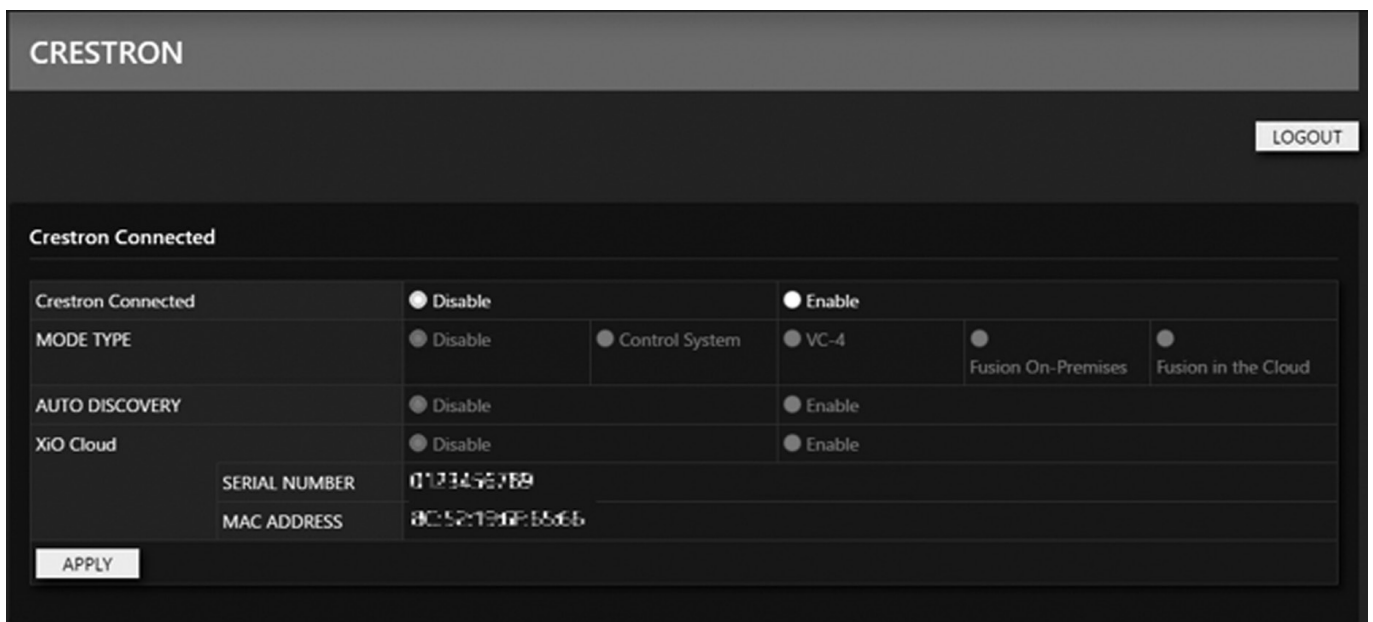 CRESTRON
LOGOUT
Crestron Connected
Crestron Connected Disable Enable
MODE TYPE Disable Control System VC-4 Fusion On-Premises Fusion in the Cloud
AUTO DISCOVERY Disable Enable
XiO Cloud Disable Enable
SERIAL NUMBER
MAC ADDRESS
APPLY